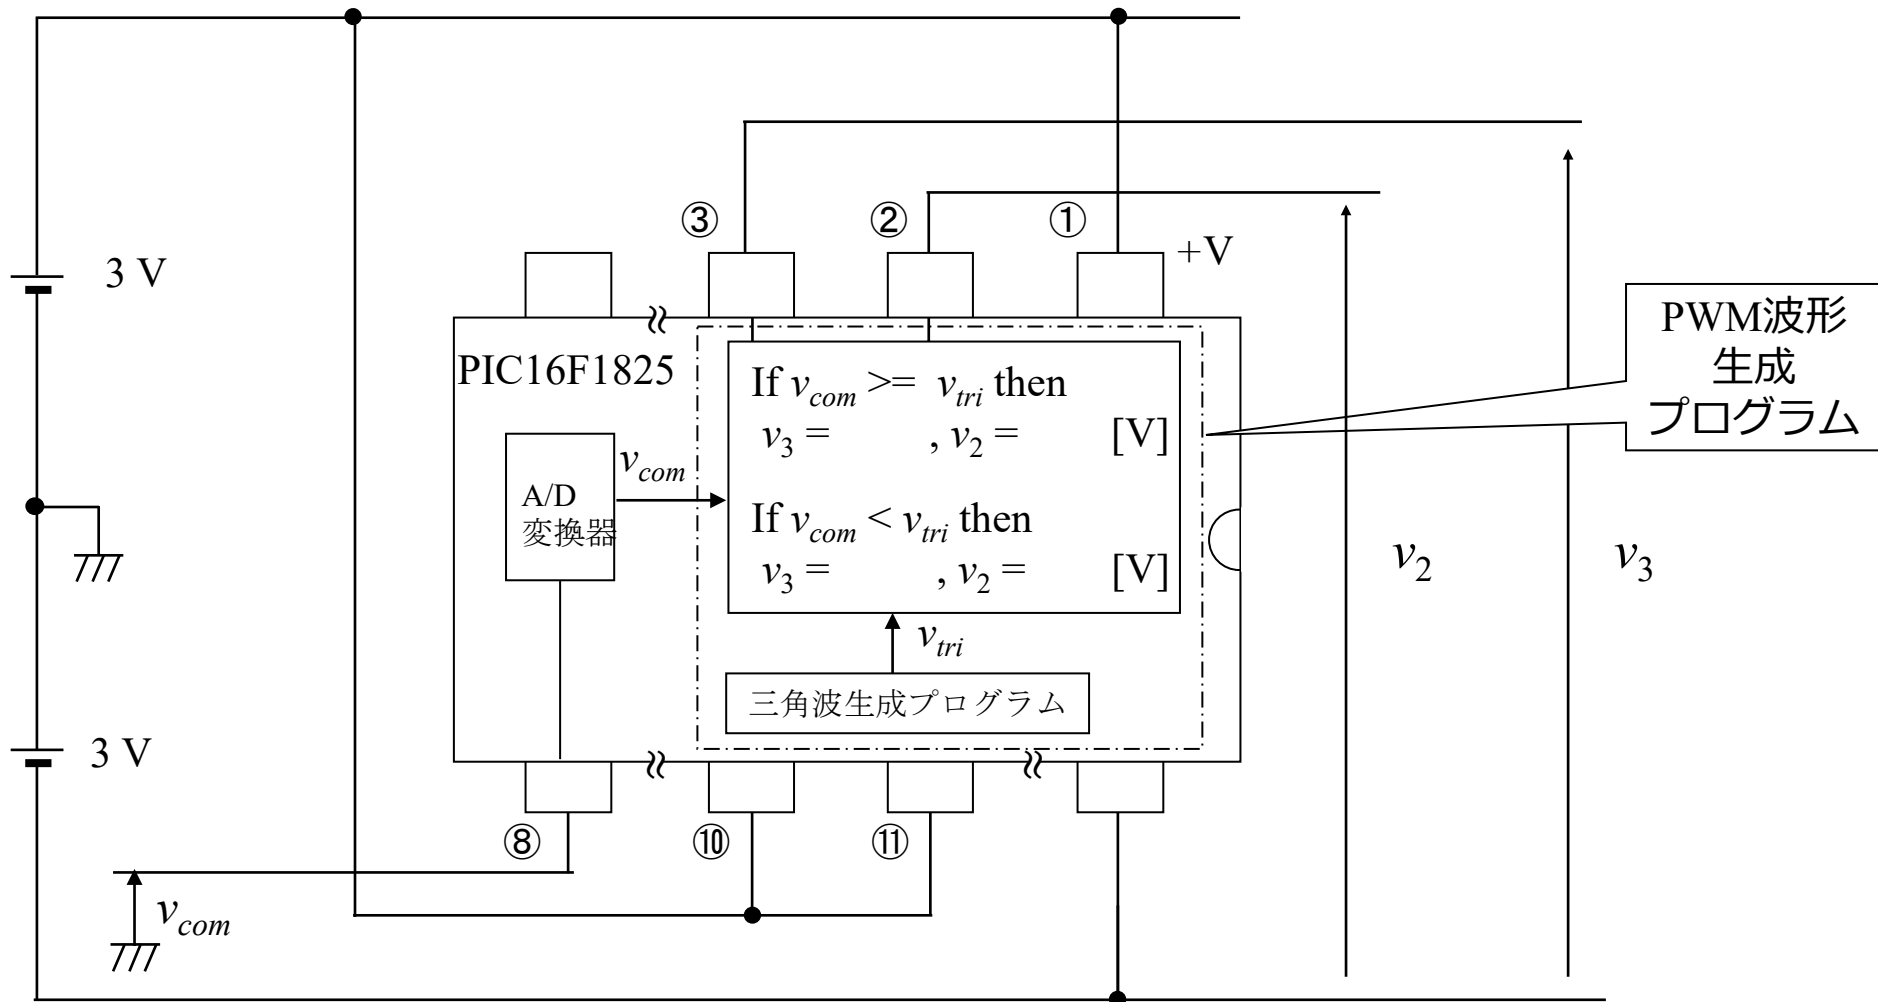 ③
②
①
+V
3 V
PWM波形
生成
プログラム
PIC16F1825
If v_com >= v_tri then
v_3 = , v_2 = [V]
v_com
A/D
変換器
If v_com < v_tri then
v_3 = , v_2 = [V]
v_2
v_3
v_tri
三角波生成プログラム
3 V
⑧
⑩
⑪
v_com